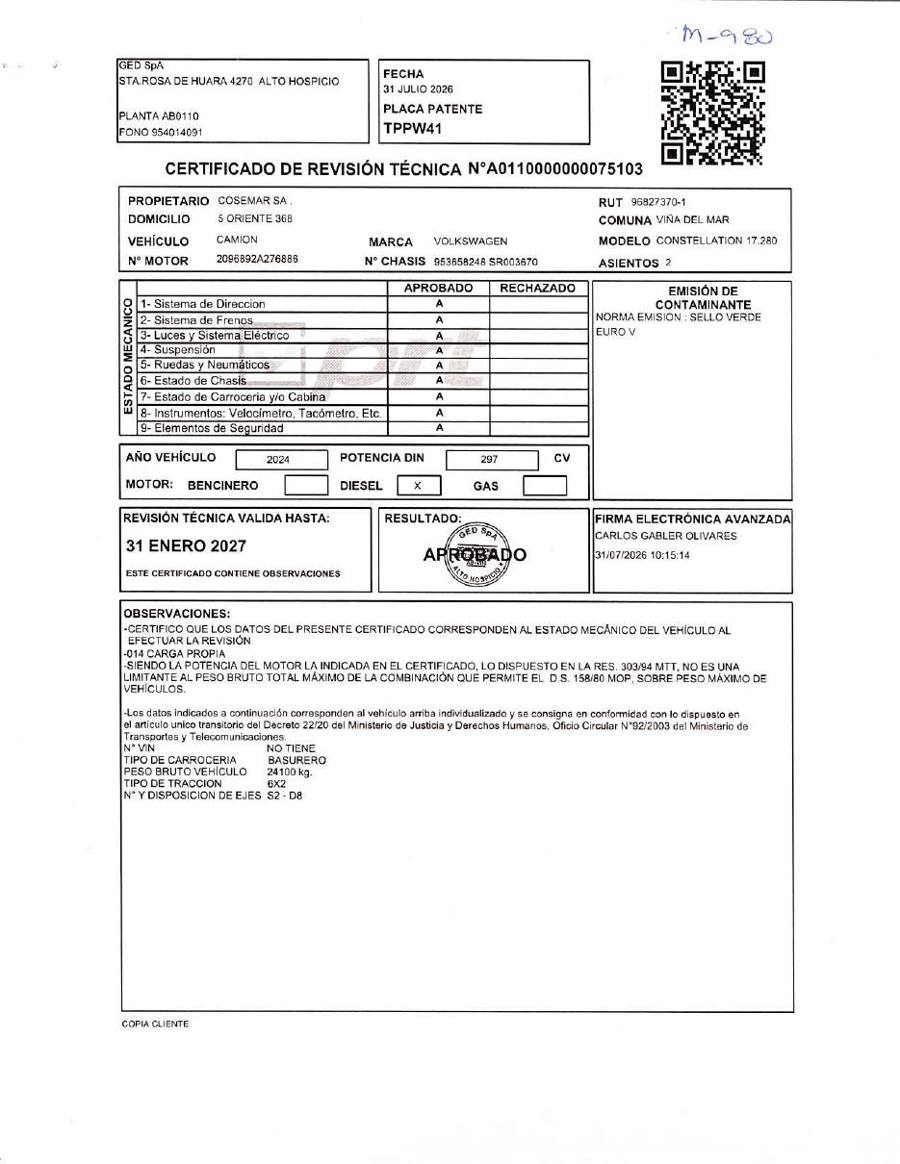 M-980
GED SpA
STA.ROSA DE HUARA 4270 ALTO HOSPICIO
PLANTA AB0110
FONO 954014091
FECHA
31 JULIO 2026
PLACA PATENTE
TPPW41
CERTIFICADO DE REVISIÓN TÉCNICA N°A0110000000075103
PROPIETARIO COSEMAR SA .
RUT 96827370-1
DOMICILIO 5 ORIENTE 368
COMUNA VIÑA DEL MAR
VEHÍCULO CAMION MARCA VOLKSWAGEN MODELO CONSTELLATION 17.280
N° MOTOR 2096892A276886 N° CHASIS 953658248 SR003670 ASIENTOS 2
ESTADO MECANICO
APROBADO RECHAZADO
1- Sistema de Direccion A
2- Sistema de Frenos A
3- Luces y Sistema Eléctrico A
4- Suspensión A
5- Ruedas y Neumáticos A
6- Estado de Chasis A
7- Estado de Carroceria y/o Cabina A
8- Instrumentos: Velocímetro, Tacómetro, Etc. A
9- Elementos de Seguridad A
prt
EMISIÓN DE
CONTAMINANTE
NORMA EMISION : SELLO VERDE
EURO V
AÑO VEHÍCULO 2024 POTENCIA DIN 297 CV
MOTOR: BENCINERO DIESEL X GAS
REVISIÓN TÉCNICA VALIDA HASTA:
31 ENERO 2027
ESTE CERTIFICADO CONTIENE OBSERVACIONES
RESULTADO:
APROBADO
GED SpA
ALTO HOSPICIO
FIRMA ELECTRÓNICA AVANZADA
CARLOS GABLER OLIVARES
31/07/2026 10:15:14
OBSERVACIONES:
-CERTIFICO QUE LOS DATOS DEL PRESENTE CERTIFICADO CORRESPONDEN AL ESTADO MECÁNICO DEL VEHÍCULO AL
EFECTUAR LA REVISIÓN
-014 CARGA PROPIA
-SIENDO LA POTENCIA DEL MOTOR LA INDICADA EN EL CERTIFICADO, LO DISPUESTO EN LA RES. 303/94 MTT, NO ES UNA
LIMITANTE AL PESO BRUTO TOTAL MÁXIMO DE LA COMBINACIÓN QUE PERMITE EL D.S. 158/80 MOP, SOBRE PESO MÁXIMO DE
VEHÍCULOS.
-Los datos indicados a continuación corresponden al vehículo arriba individualizado y se consigna en conformidad con lo dispuesto en
el artículo unico transitorio del Decreto 22/20 del Ministerio de Justicia y Derechos Humanos, Oficio Circular N°92/2003 del Ministerio de
Transportes y Telecomunicaciones.
N° VIN NO TIENE
TIPO DE CARROCERIA BASURERO
PESO BRUTO VEHÍCULO 24100 kg.
TIPO DE TRACCION 6X2
N° Y DISPOSICION DE EJES S2 - D8
COPIA CLIENTE